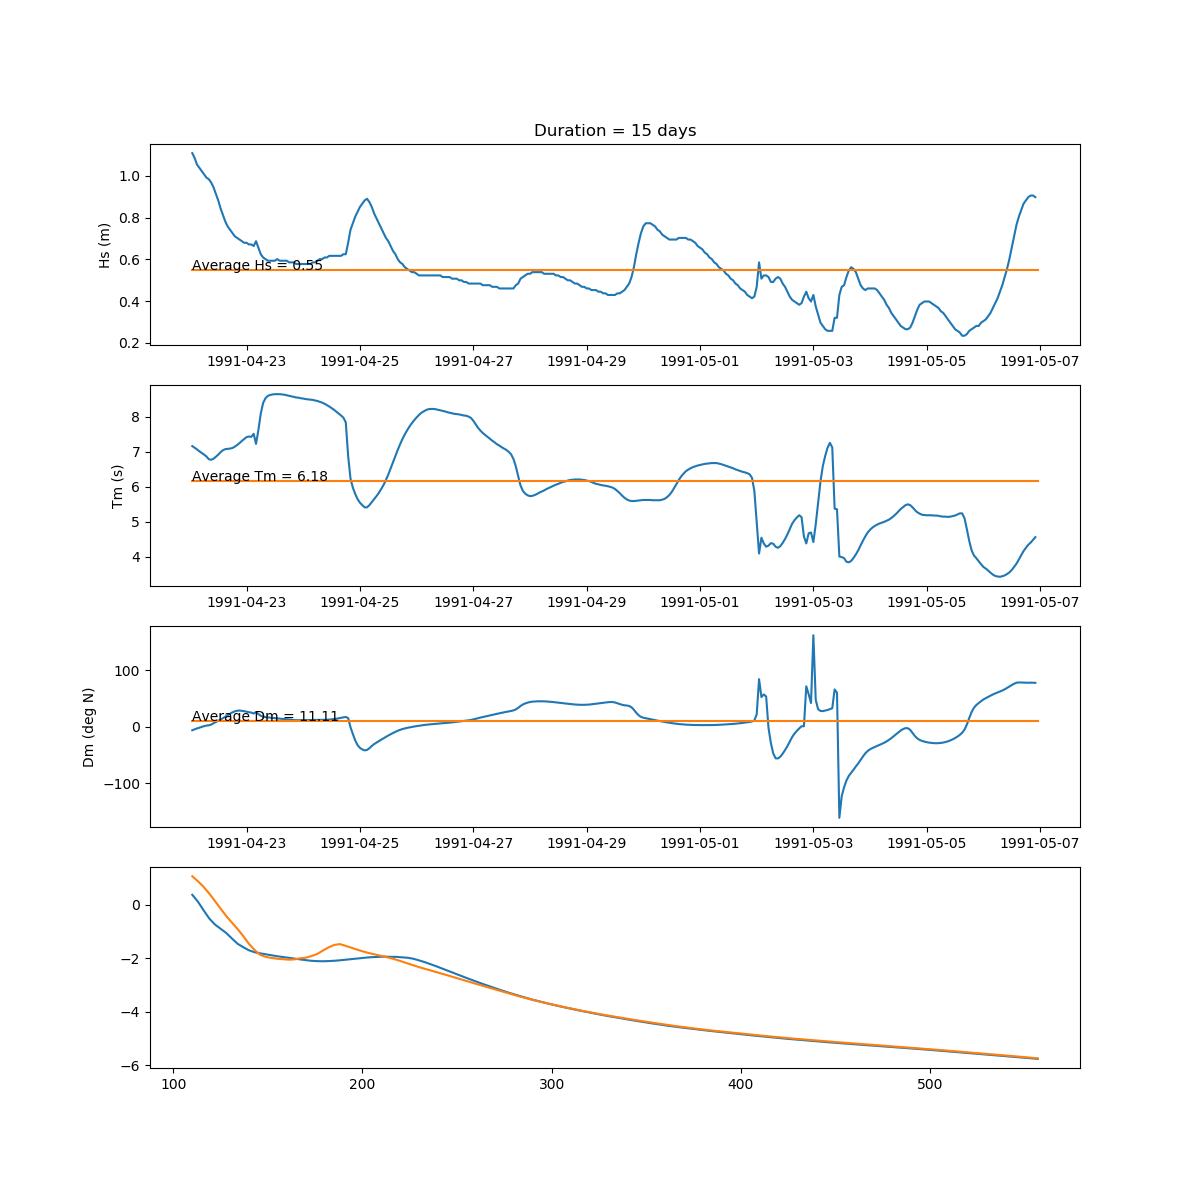 Duration = 15 days
Hs (m)
1.0
0.8
0.6
0.4
0.2
Average Hs = 0.55
1991-04-23 1991-04-25 1991-04-27 1991-04-29 1991-05-01 1991-05-03 1991-05-05 1991-05-07
Tm (s)
8
7
6
5
4
Average Tm = 6.18
1991-04-23 1991-04-25 1991-04-27 1991-04-29 1991-05-01 1991-05-03 1991-05-05 1991-05-07
Dm (deg N)
100
0
−100
Average Dm = 11.11
1991-04-23 1991-04-25 1991-04-27 1991-04-29 1991-05-01 1991-05-03 1991-05-05 1991-05-07
0
−2
−4
−6
100 200 300 400 500